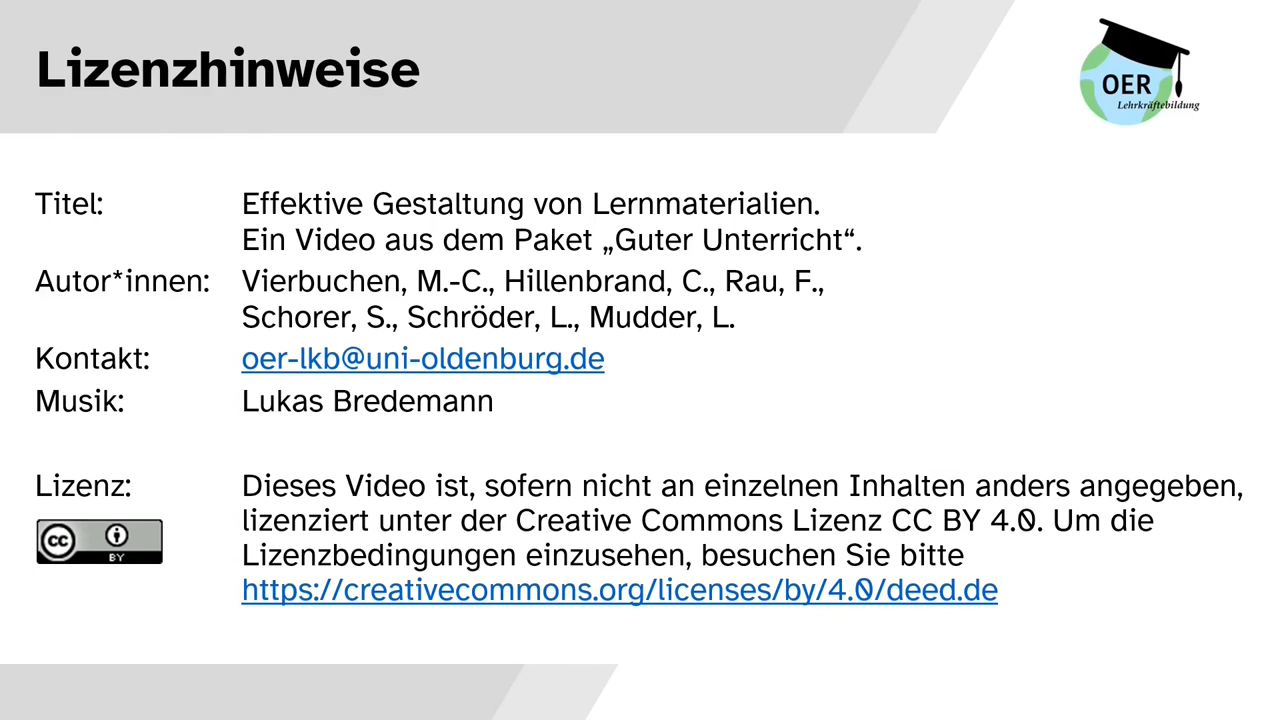 Lizenzhinweise
OER
Lehrkräftebildung
Titel: Effektive Gestaltung von Lernmaterialien.
Ein Video aus dem Paket „Guter Unterricht“.
Autor*innen: Vierbuchen, M.-C., Hillenbrand, C., Rau, F.,
Schorer, S., Schröder, L., Mudder, L.
Kontakt: oer-lkb@uni-oldenburg.de
Musik: Lukas Bredemann
Lizenz: Dieses Video ist, sofern nicht an einzelnen Inhalten anders angegeben,
lizenziert unter der Creative Commons Lizenz CC BY 4.0. Um die
Lizenzbedingungen einzusehen, besuchen Sie bitte
https://creativecommons.org/licenses/by/4.0/deed.de
cc
BY